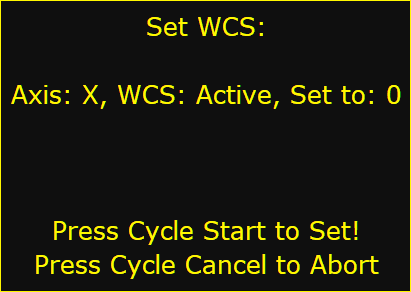 Set WCS:
Axis: X, WCS: Active, Set to: 0
Press Cycle Start to Set!
Press Cycle Cancel to Abort